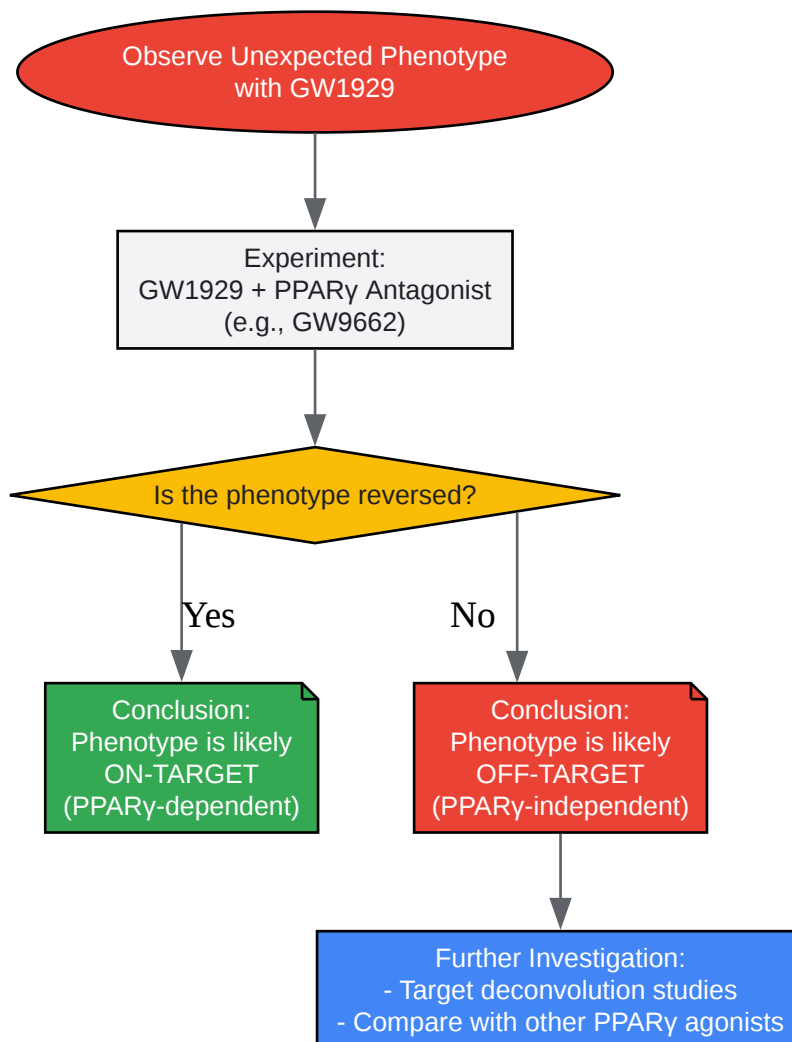 Observe Unexpected Phenotype
with GW1929
Experiment:
GW1929 + PPARγ Antagonist
(e.g., GW9662)
Is the phenotype reversed?
Yes
No
Conclusion:
Phenotype is likely
ON-TARGET
(PPARγ-dependent)
Conclusion:
Phenotype is likely
OFF-TARGET
(PPARγ-independent)
Further Investigation:
- Target deconvolution studies
- Compare with other PPARγ agonists